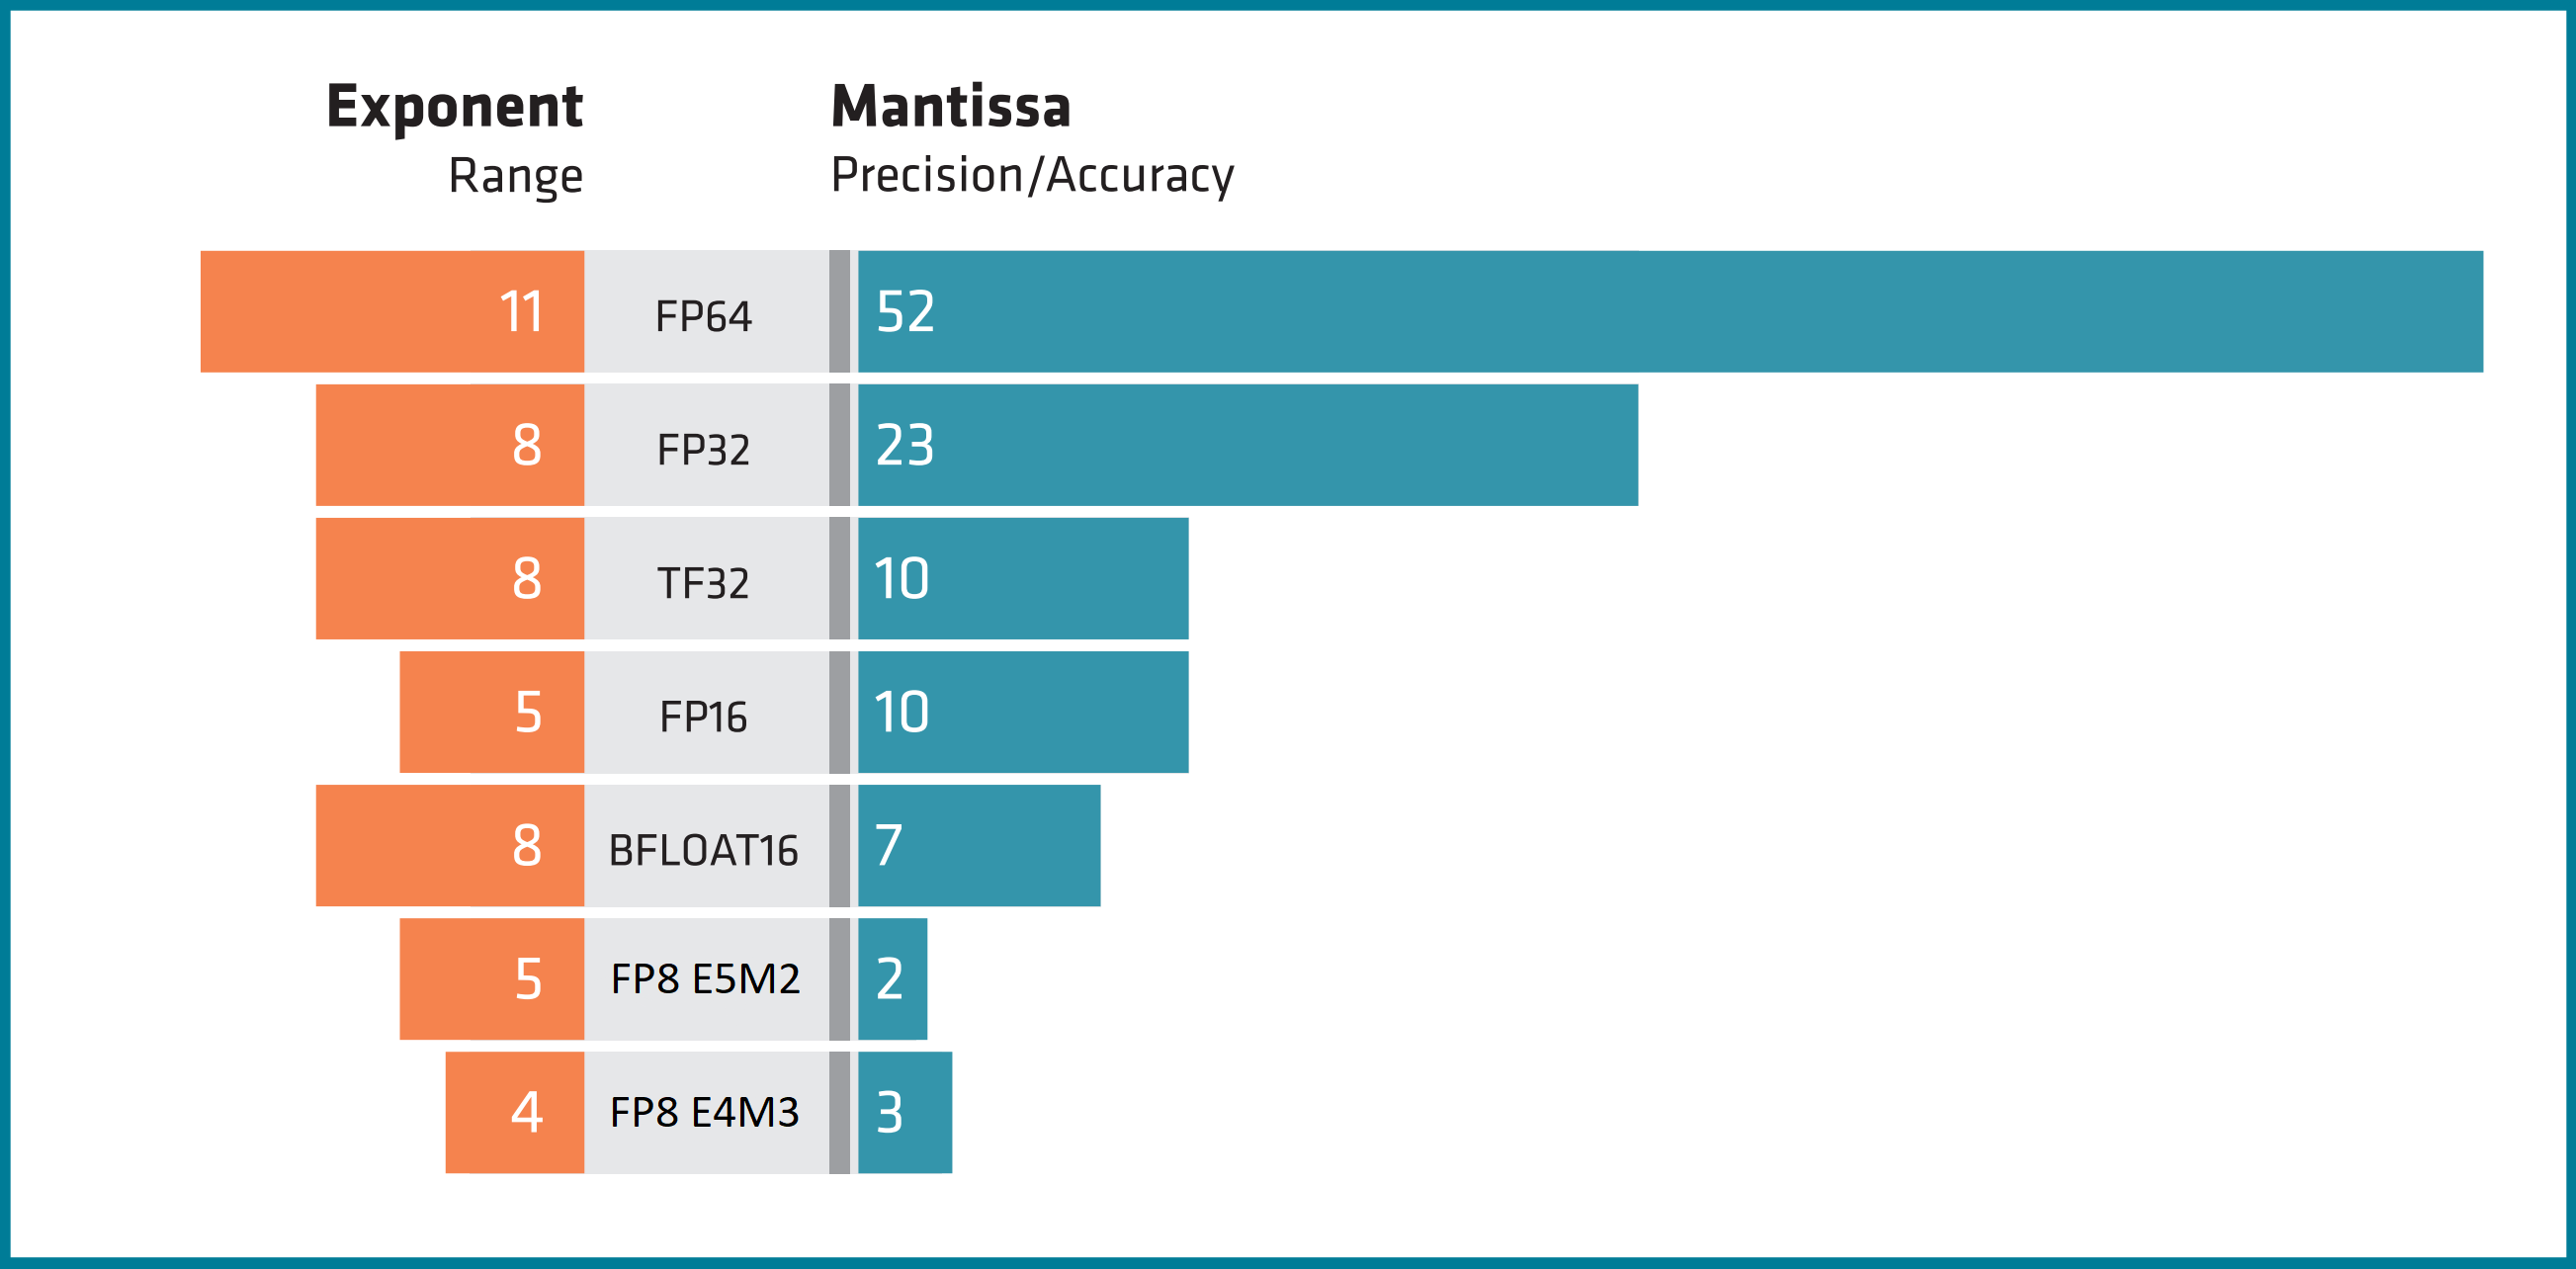 Exponent Mantissa
Range Precision/Accuracy
11 FP64 52
8 FP32 23
8 TF32 10
5 FP16 10
8 BFLOAT16 7
5 FP8 E5M2 2
4 FP8 E4M3 3